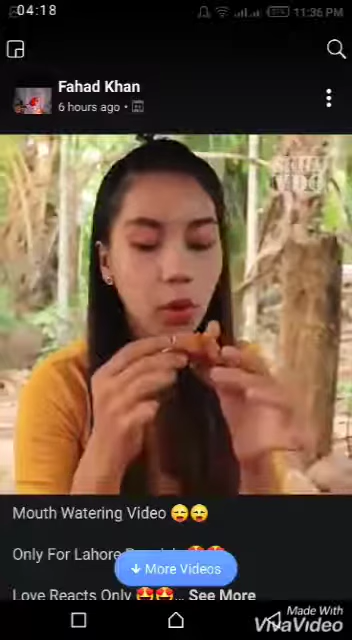 04:18
11:36 PM
Fahad Khan
6 hours ago •
Mouth Watering Video 😋😋
Only For Lahore
↓ More Videos
Love Reacts Only 😍😍... See More
Made With
VivaVideo